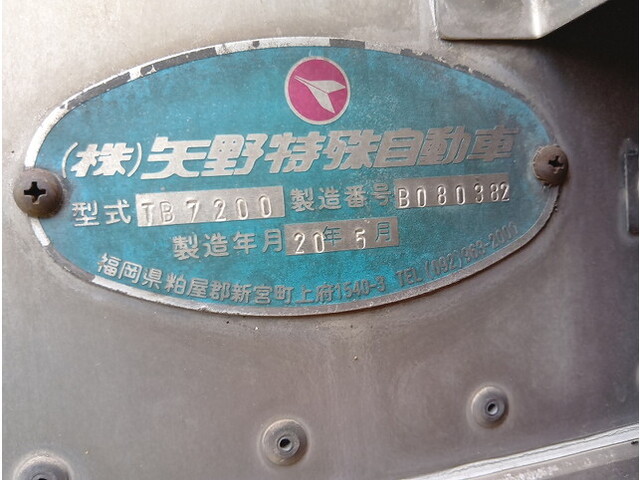 (株)矢野特殊自動車
型式 TB7200 製造番号 B080382
製造年月 20年 5月
福岡県粕屋郡新宮町上府1540-3 TEL(092)963-2000